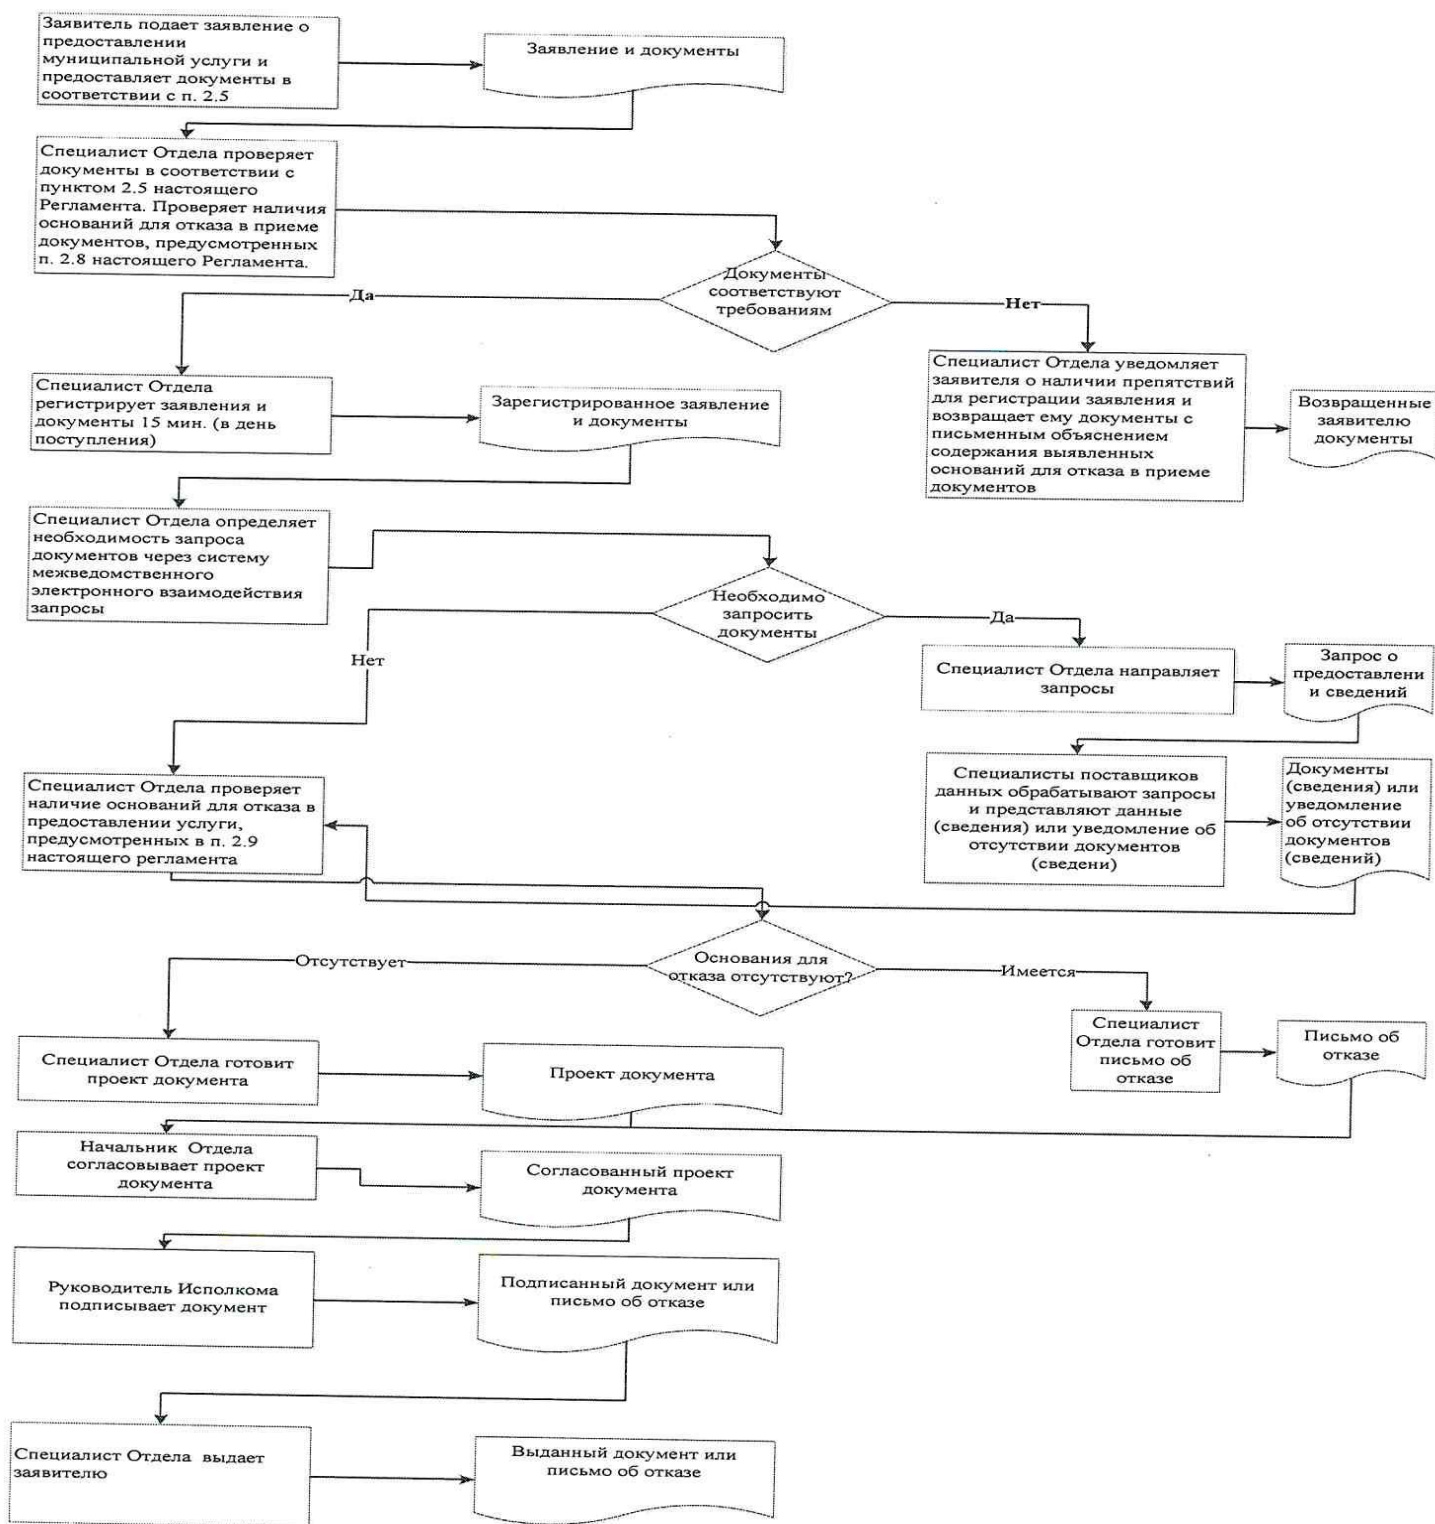 Заявитель подает заявление о
предоставлении
муниципальной услуги и
предоставляет документы в
соответствии с п. 2.5
Заявление и документы
Специалист Отдела проверяет
документы в соответствии с
пунктом 2.5 настоящего
Регламента. Проверяет наличия
оснований для отказа в приеме
документов, предусмотренных
п. 2.8 настоящего Регламента.
Документы
соответствуют
требованиям
Да
Нет
Специалист Отдела
регистрирует заявления и
документы 15 мин. (в день
поступления)
Зарегистрированное заявление
и документы
Специалист Отдела уведомляет
заявителя о наличии препятствий
для регистрации заявления и
возвращает ему документы с
письменным объяснением
содержания выявленных
оснований для отказа в приеме
документов
Возвращенные
заявителю
документы
Специалист Отдела определяет
необходимость запроса
документов через систему
межведомственного
электронного взаимодействия
запросы
Необходимо
запросить
документы
Да
Нет
Специалист Отдела направляет
запросы
Запрос о
предоставлени
и сведений
Специалисты поставщиков
данных обрабатывают запросы
и представляют данные
(сведения) или уведомление об
отсутствии документов
(сведени)
Документы
(сведения) или
уведомление
об отсутствии
документов
(сведений)
Специалист Отдела проверяет
наличие оснований для отказа в
предоставлении услуги,
предусмотренных в п. 2.9
настоящего регламента
Основания для
отказа отсутствуют?
Отсутствует
Имеется
Специалист Отдела готовит
проект документа
Проект документа
Специалист
Отдела готовит
письмо об
отказе
Письмо об
отказе
Начальник Отдела
согласовывает проект
документа
Согласованный проект
документа
Руководитель Исполкома
подписывает документ
Подписанный документ или
письмо об отказе
Специалист Отдела выдает
заявителю
Выданный документ или
письмо об отказе